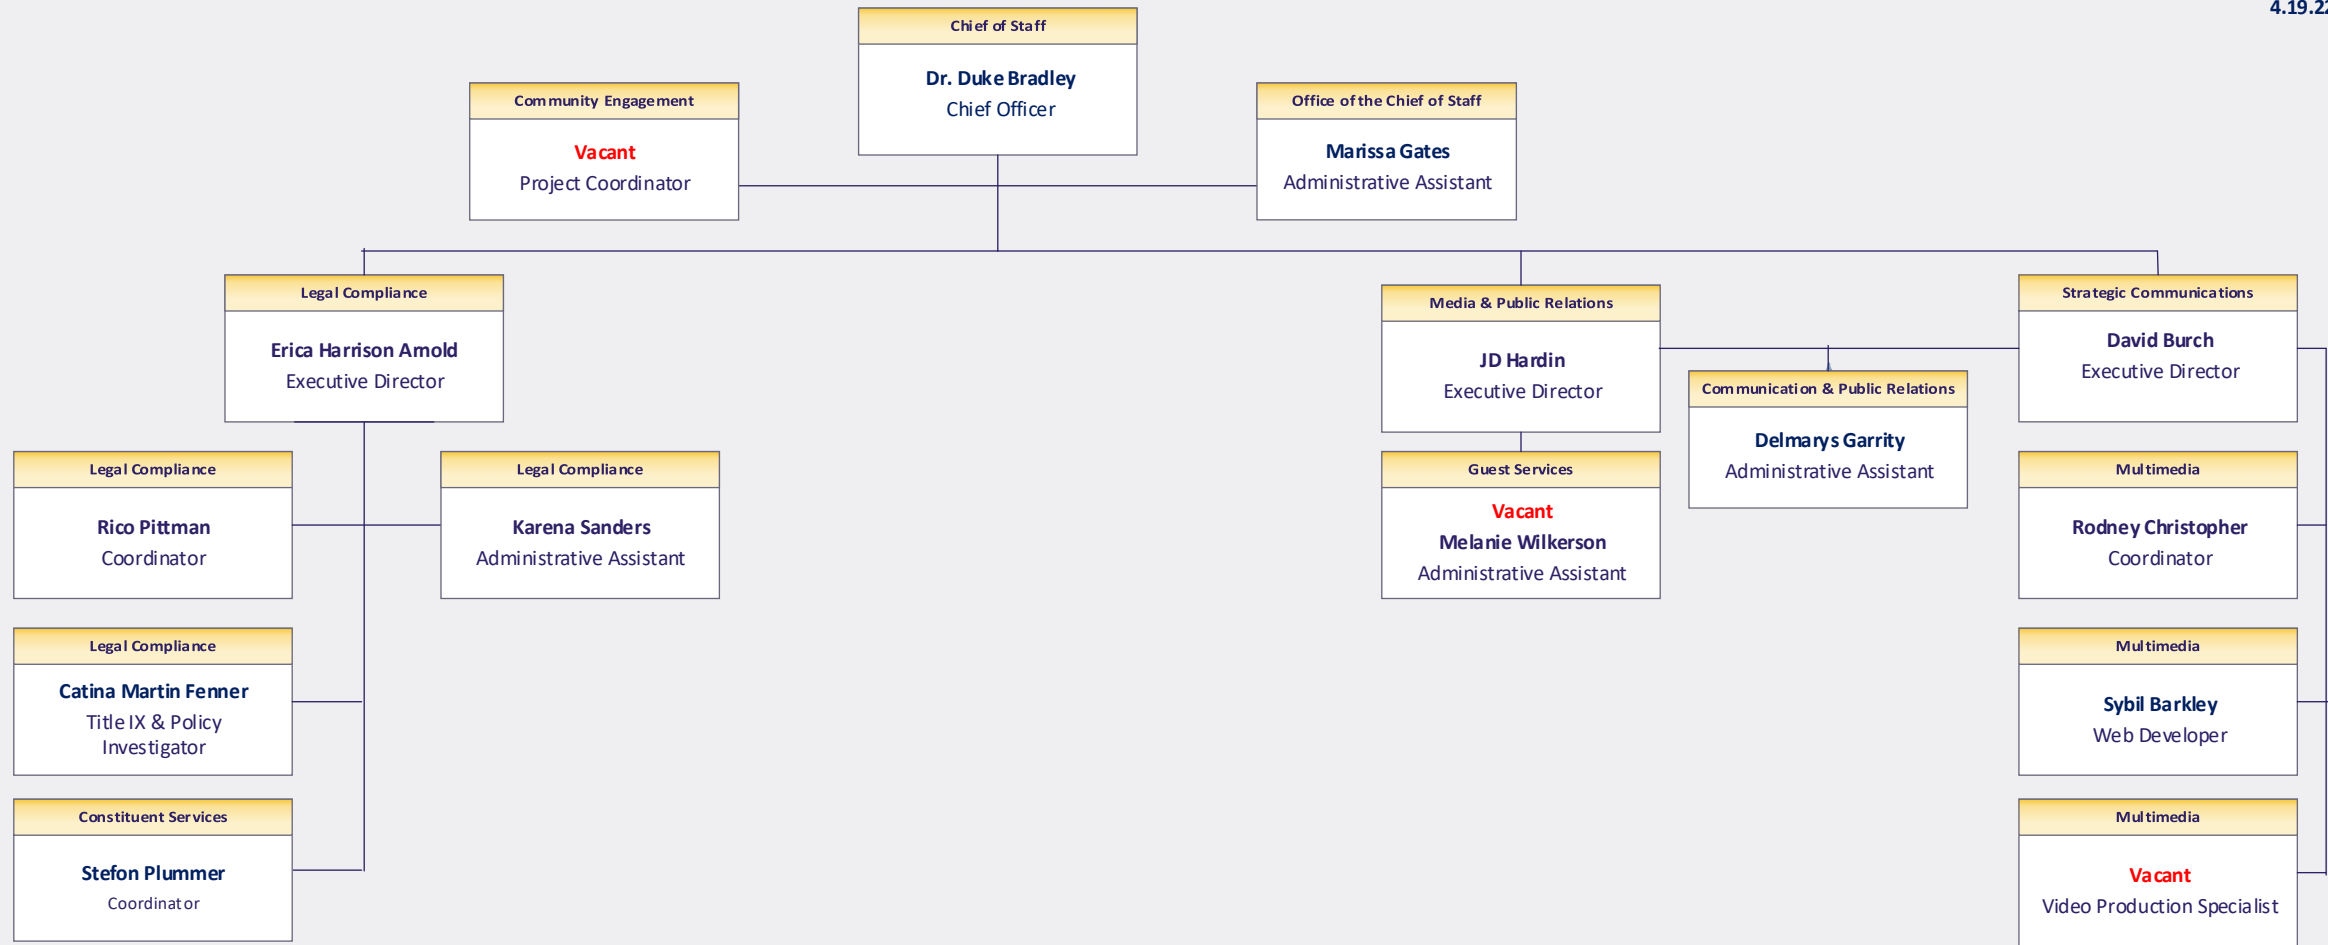 4.19.22
Chief of Staff
Dr. Duke Bradley
Chief Officer
Community Engagement
Vacant
Project Coordinator
Office of the Chief of Staff
Marissa Gates
Administrative Assistant
Legal Compliance
Erica Harrison Arnold
Executive Director
Media & Public Relations
JD Hardin
Executive Director
Strategic Communications
David Burch
Executive Director
Communication & Public Relations
Delmarys Garrity
Administrative Assistant
Legal Compliance
Rico Pittman
Coordinator
Legal Compliance
Karena Sanders
Administrative Assistant
Guest Services
Vacant
Melanie Wilkerson
Administrative Assistant
Multimedia
Rodney Christopher
Coordinator
Legal Compliance
Catina Martin Fenner
Title IX & Policy
Investigator
Multimedia
Sybil Barkley
Web Developer
Constituent Services
Stefon Plummer
Coordinator
Multimedia
Vacant
Video Production Specialist